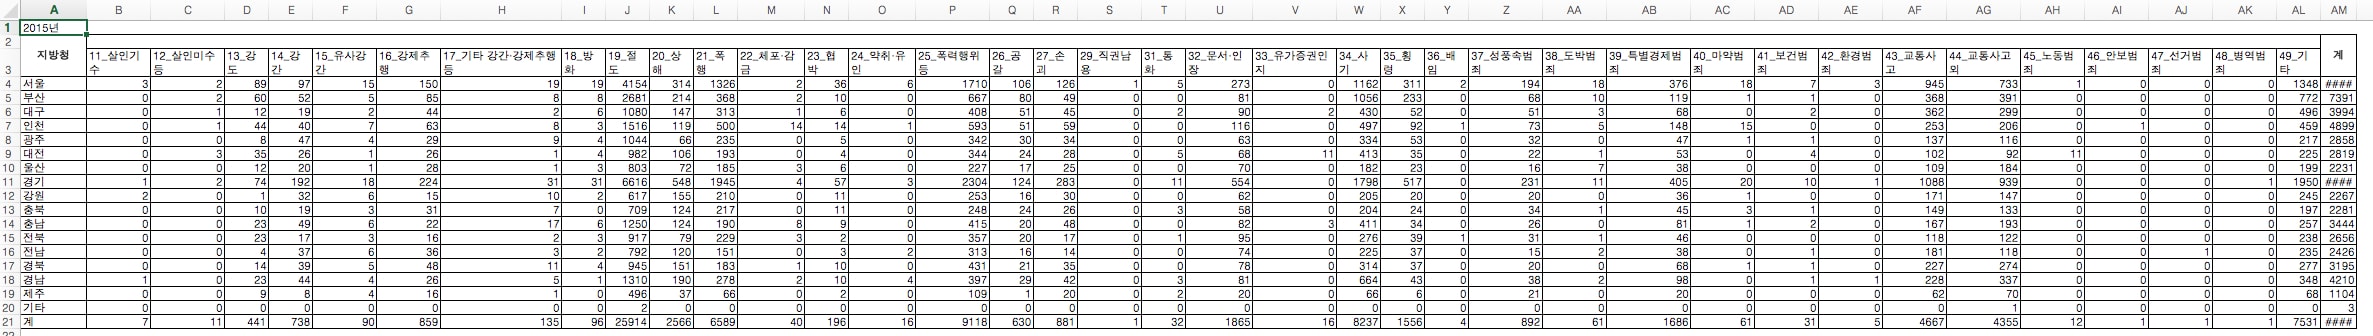 A B C D E F G H I J K L M N O P Q R S T U V W X Y Z AA AB AC AD AE AF AG AH AI AJ AK AL AM
1 2015년
2
지방청 11_살인기 12_살인미수 13_강 14_강 15_유사강 16_강제추 17_기타 강간·강제추행 18_방 19_절 20_상 21_폭 22_체포·감 23_협 24_약취·유 25_폭력행위 26_공 27_손 29_직권남 31_통 32_문서·인 33_유가증권인 34_사 35_횡 36_배 37_성풍속범 38_도박범 39_특별경제범 40_마약범 41_보건범 42_환경범 43_교통사 44_교통사고 45_노동범 46_안보범 47_선거범 48_병역범 49_기 계
3 수 등 도 간 간 행 등 화 도 해 행 금 박 인 등 갈 괴 용 화 장 지 기 령 임 죄 죄 죄 죄 죄 죄 고 외 죄 죄 죄 죄 타
4 서울 3 2 89 97 15 150 19 19 4154 314 1326 2 36 6 1710 106 126 1 5 273 0 1162 311 2 194 18 376 18 7 3 945 733 1 0 0 0 1348 ####
5 부산 0 2 60 52 5 85 8 8 2681 214 368 2 10 0 667 80 49 0 0 81 0 1056 233 0 68 10 119 1 1 0 368 391 0 0 0 0 772 7391
6 대구 0 1 12 19 2 44 2 6 1080 147 313 1 6 0 408 51 45 0 2 90 2 430 52 0 51 3 68 0 2 0 362 299 0 0 0 0 496 3994
7 인천 0 1 44 40 7 63 8 3 1516 119 500 14 14 1 593 51 59 0 0 116 0 497 92 1 73 5 148 15 0 0 253 206 0 1 0 0 459 4899
8 광주 0 0 8 47 4 29 9 4 1044 66 235 0 5 0 342 30 34 0 0 63 0 334 53 0 32 0 47 1 1 0 137 116 0 0 0 0 217 2858
9 대전 0 3 35 26 1 26 1 4 982 106 193 0 4 0 344 24 28 0 5 68 11 413 35 0 22 1 53 0 4 0 102 92 11 0 0 0 225 2819
10 울산 0 0 12 20 1 28 1 3 803 72 185 3 6 0 227 17 25 0 0 70 0 182 23 0 16 7 38 0 0 0 109 184 0 0 0 0 199 2231
11 경기 1 2 74 192 18 224 31 31 6616 548 1945 4 57 3 2304 124 283 0 11 554 0 1798 517 0 231 11 405 20 10 1 1088 939 0 0 0 1 1950 ####
12 강원 2 0 1 32 6 15 10 2 617 155 210 0 11 0 253 16 30 0 0 62 0 205 20 0 20 0 36 1 0 0 171 147 0 0 0 0 245 2267
13 충북 0 0 10 19 3 31 7 0 709 124 217 0 11 0 248 24 26 0 3 58 0 204 24 0 34 1 45 3 1 0 149 133 0 0 0 0 197 2281
14 충남 0 0 23 49 6 22 17 6 1250 124 190 8 9 0 415 20 48 0 0 82 3 411 34 0 26 0 81 1 2 0 167 193 0 0 0 0 257 3444
15 전북 0 0 23 17 3 16 2 3 917 79 229 3 2 0 357 20 17 0 1 95 0 276 39 1 31 1 46 0 0 0 118 122 0 0 0 0 238 2656
16 전남 0 0 4 37 6 36 3 2 792 120 151 0 3 2 313 16 14 0 0 74 0 225 37 0 15 2 38 0 1 0 181 118 0 0 1 0 235 2426
17 경북 0 0 14 39 5 48 11 4 945 151 183 1 10 0 431 21 35 0 0 78 0 314 37 0 20 0 68 1 1 0 227 274 0 0 0 0 277 3195
18 경남 1 0 23 44 4 26 5 1 1310 190 278 2 10 4 397 29 42 0 3 81 0 664 43 0 38 2 98 0 1 1 228 337 0 0 0 0 348 4210
19 제주 0 0 9 8 4 16 1 0 496 37 66 0 2 0 109 1 20 0 2 20 0 66 6 0 21 0 20 0 0 0 62 70 0 0 0 0 68 1104
20 기타 0 0 0 0 0 0 0 0 2 0 0 0 0 0 0 0 0 0 0 0 0 0 0 0 0 0 0 0 0 0 0 1 0 0 0 0 0 3
21 계 7 11 441 738 90 859 135 96 25914 2566 6589 40 196 16 9118 630 881 1 32 1865 16 8237 1556 4 892 61 1686 61 31 5 4667 4355 12 1 1 1 7531 ####